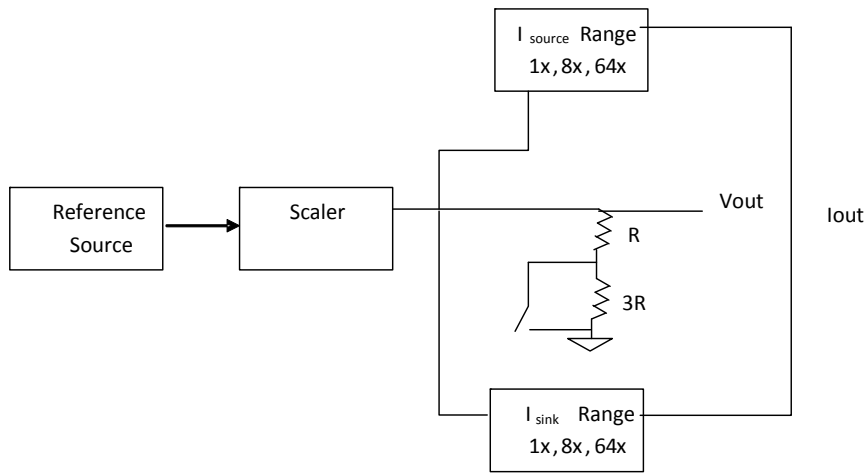 I source Range
1x, 8x, 64x
Reference
Source
Scaler
Vout
Iout
R
3R
I sink Range
1x, 8x, 64x